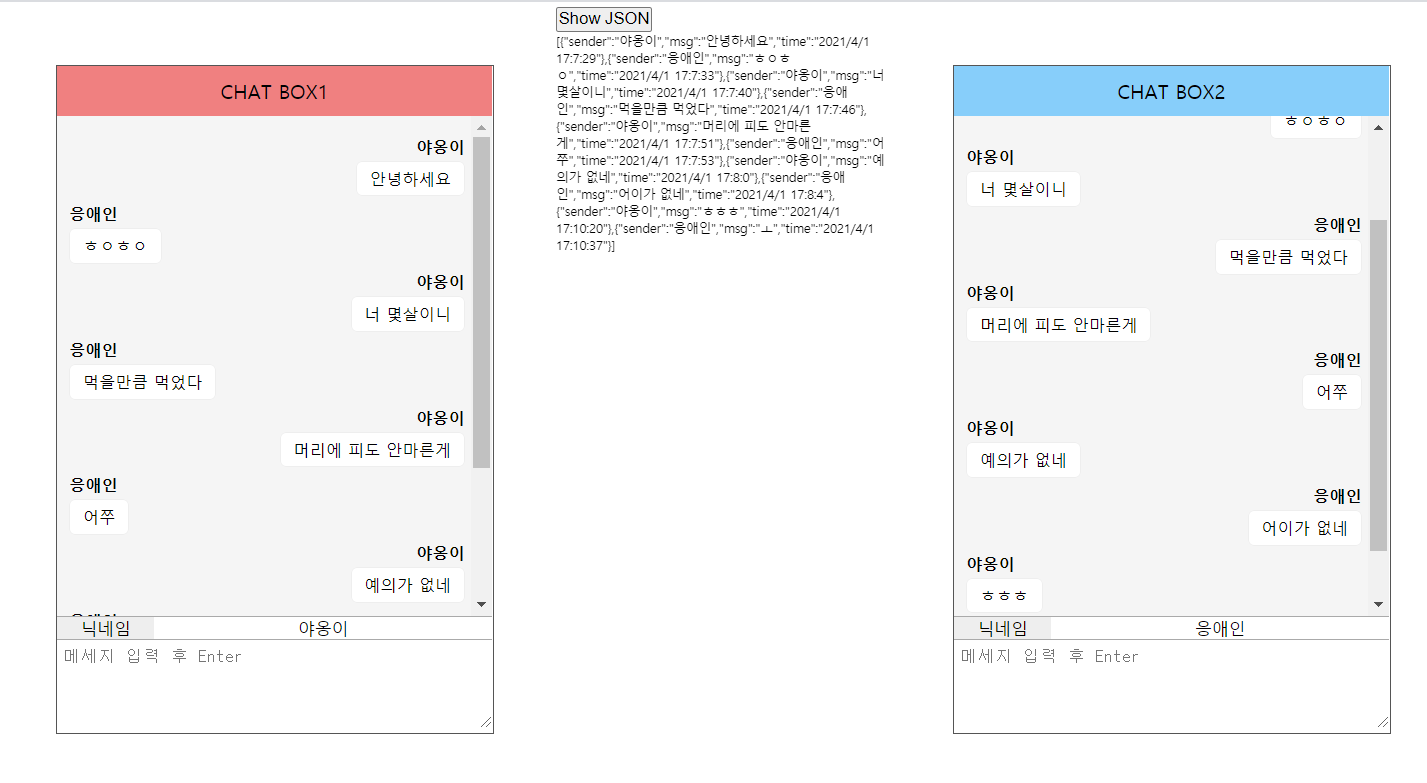 CHAT BOX1
야옹이
안녕하세요
응애인
ㅎㅇㅎㅇ
야옹이
너 몇살이니
응애인
먹을만큼 먹었다
야옹이
머리에 피도 안마른게
응애인
어쭈
야옹이
예의가 없네
닉네임 야옹이
메세지 입력 후 Enter
Show JSON
[{"sender":"야옹이","msg":"안녕하세요","time":"2021/4/1
17:7:29"},{"sender":"응애인","msg":"ㅎㅇㅎ
ㅇ","time":"2021/4/1 17:7:33"},{"sender":"야옹이","msg":"너
몇살이니","time":"2021/4/1 17:7:40"},{"sender":"응애
인","msg":"먹을만큼 먹었다","time":"2021/4/1 17:7:46"},
{"sender":"야옹이","msg":"머리에 피도 안마른
게","time":"2021/4/1 17:7:51"},{"sender":"응애인","msg":"어
쭈","time":"2021/4/1 17:7:53"},{"sender":"야옹이","msg":"예
의가 없네","time":"2021/4/1 17:8:0"},{"sender":"응애
인","msg":"어이가 없네","time":"2021/4/1 17:8:4"},
{"sender":"야옹이","msg":"ㅎㅎㅎ","time":"2021/4/1
17:10:20"},{"sender":"응애인","msg":"ㅗ","time":"2021/4/1
17:10:37"}]
CHAT BOX2
ㅎㅇㅎㅇ
야옹이
너 몇살이니
응애인
먹을만큼 먹었다
야옹이
머리에 피도 안마른게
응애인
어쭈
야옹이
예의가 없네
응애인
어이가 없네
야옹이
ㅎㅎㅎ
닉네임 응애인
메세지 입력 후 Enter